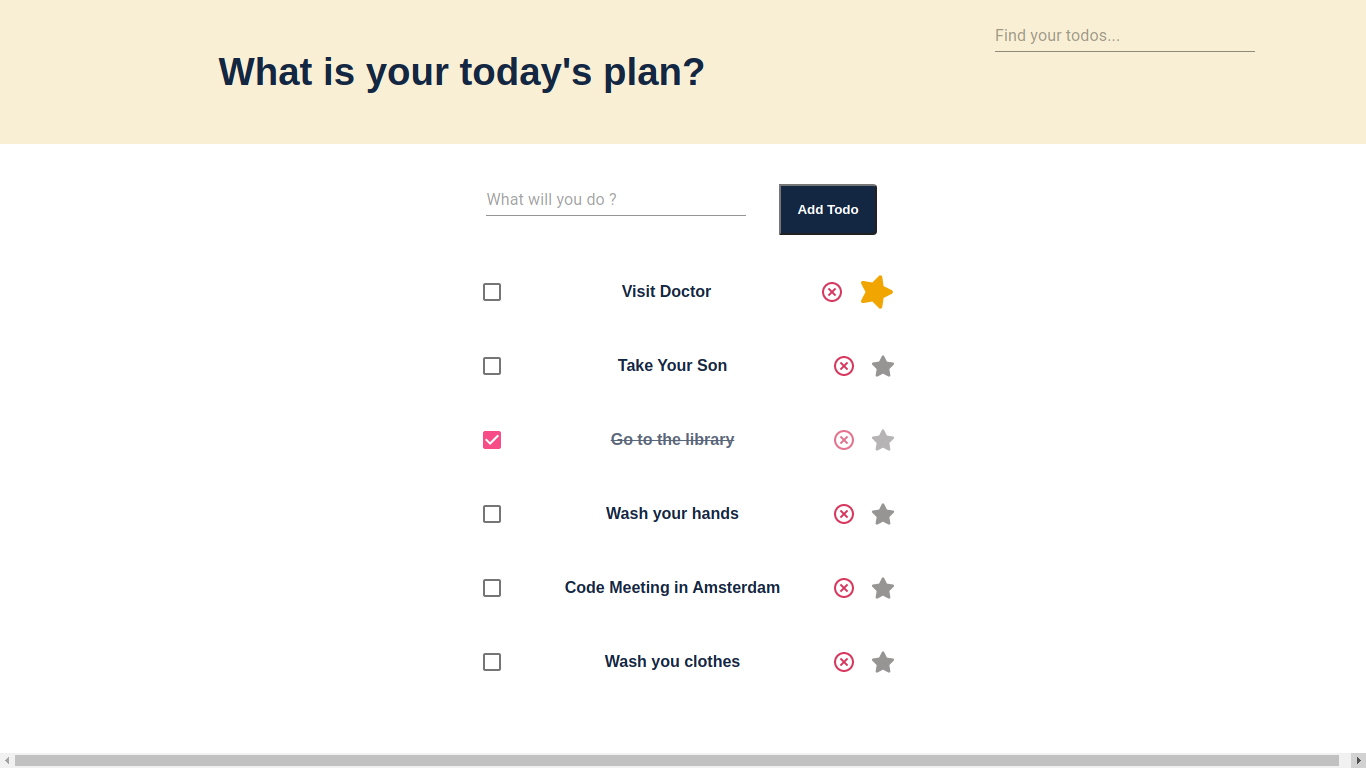 Find your todos...
What is your today's plan?
What will you do ?
Add Todo
Visit Doctor
Take Your Son
Go to the library
Wash your hands
Code Meeting in Amsterdam
Wash you clothes